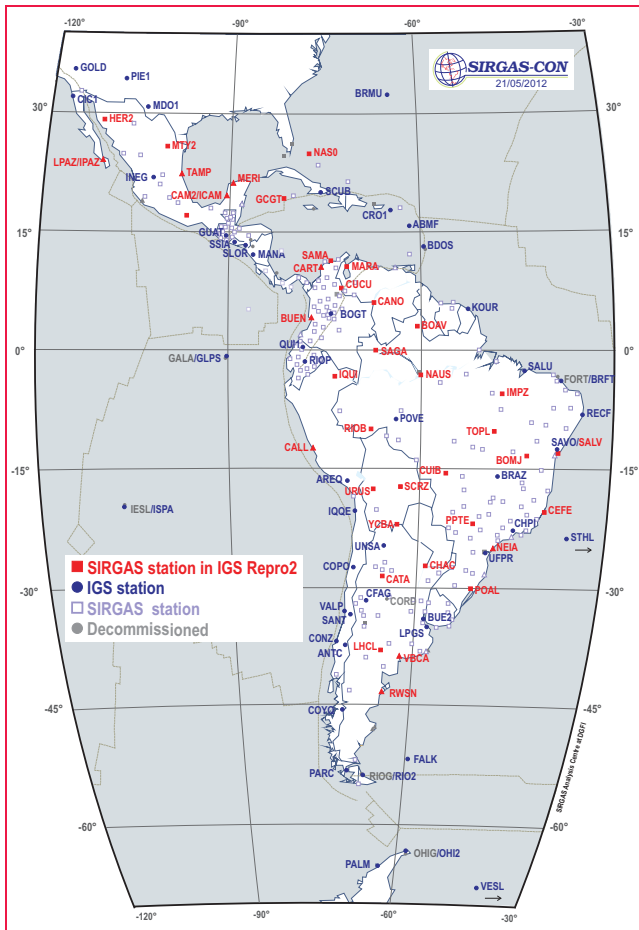 -120° -90° -60° -30°
SIRGAS-CON
21/05/2012
GOLD
PIE1
CIC1
MDO1
BRMU
30° 30°
HER2
MTY2
NAS0
LPAZ/IPAZ
TAMP
INEG
MERI
CAM2/ICAM
GCGT
SCUB
CRO1
ABMF
15° 15°
GUAT
SSIA
SLOR
MANA
BDOS
SAMA
CART
MARA
CUCU
CANO
KOUR
BUEN
BOGT
BOAV
0° 0°
QUI1
SAGA
GALA/GLPS
RIOP
SALU
IQUI
NAUS
FORT/BRFT
IMPZ
RECF
POVE
RIOB
TOPL
CALL
SAVO/SALV
BOMJ
-15° -15°
CUIB
BRAZ
AREQ
URUS
SCRZ
IESL/ISPA
IQQE
CEFE
YCBA
PPTE
CHPI
STHL
UNSA
NEIA
UFPR
COPO
CHAC
CATA
POAL
-30° -30°
SIRGAS station in IGS Repro2
IGS station
SIRGAS station
Decommissioned
CFAG
CORD
VALP
SANT
BUE2
LPGS
CONZ
ANTC
LHCL
VBCA
RWSN
-45° -45°
COYQ
FALK
PARC
RIOG/RIO2
SIRGAS Analysis Centre at DGFI
-60° -60°
OHIG/OHI2
PALM
VESL
-120° -90° -60° -30°